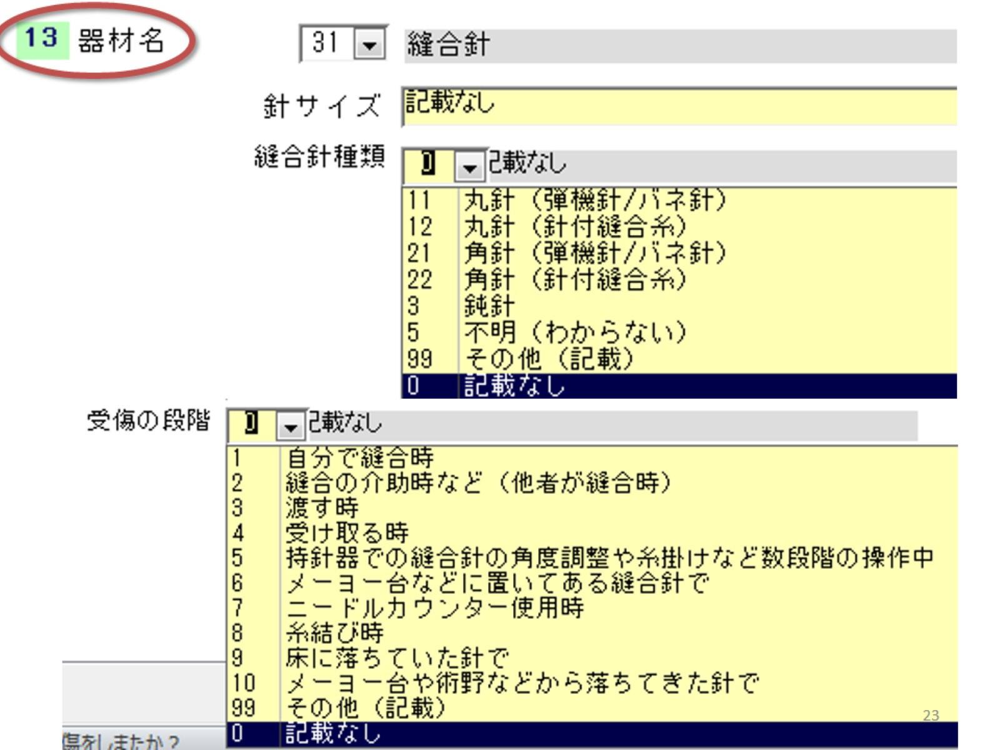 13 器材名 31 縫合針
針サイズ 記載なし
縫合針種類 記載なし
11 丸針（弾機針/バネ針）
12 丸針（針付縫合糸）
21 角針（弾機針/バネ針）
22 角針（針付縫合糸）
3 鈍針
5 不明（わからない）
99 その他（記載）
0 記載なし
受傷の段階 0 記載なし
1 自分で縫合時
2 縫合の介助時など（他者が縫合時）
3 渡す時
4 受け取る時
5 持針器での縫合針の角度調整や糸掛けなど数段階の操作中
6 メーヨー台などに置いてある縫合針で
7 ニードルカウンター使用時
8 糸結び時
9 床に落ちていた針で
10 メーヨー台や術野などから落ちてきた針で
99 その他（記載）
23
0 記載なし
傷をしまたか？